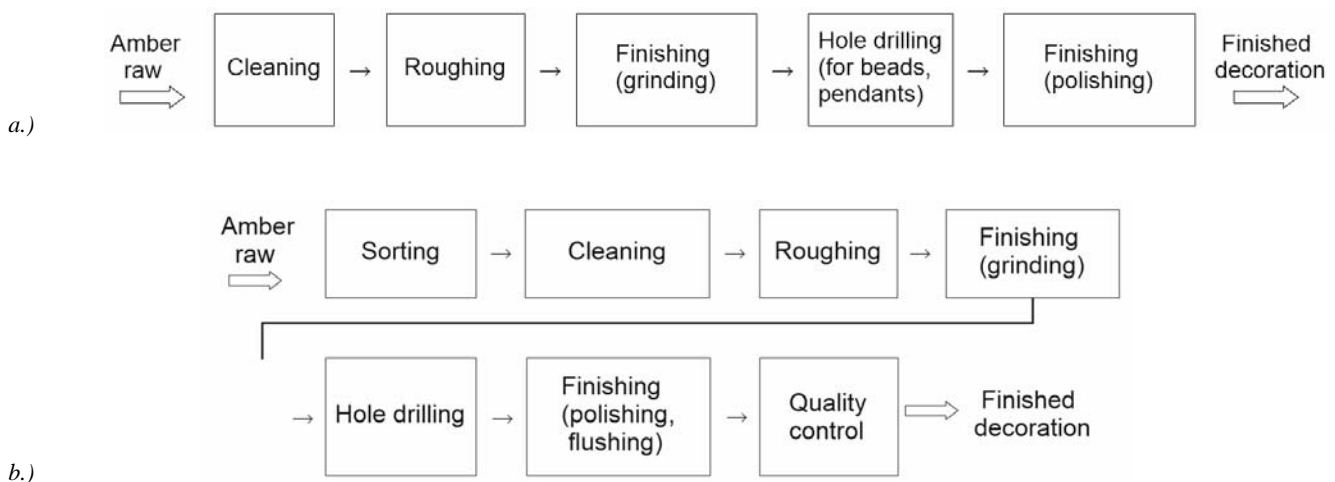 a.)
Amber
raw
Cleaning
→
Roughing
→
Finishing
(grinding)
→
Hole drilling
(for beads,
pendants)
→
Finishing
(polishing)
Finished
decoration
b.)
Amber
raw
Sorting
→
Cleaning
→
Roughing
→
Finishing
(grinding)
→
Hole drilling
→
Finishing
(polishing,
flushing)
→
Quality
control
Finished
decoration